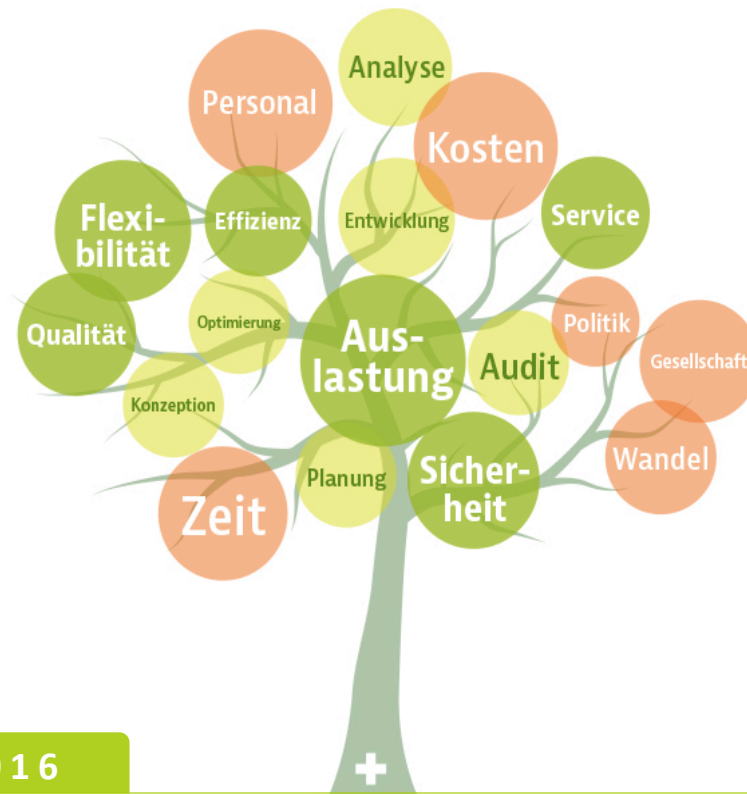 Analyse
Personal
Kosten
Flexi-
bilität
Effizienz
Entwicklung
Service
Qualität
Optimierung
Aus-
lastung
Audit
Politik
Gesellschaft
Konzeption
Planung
Sicher-
heit
Wandel
Zeit
016